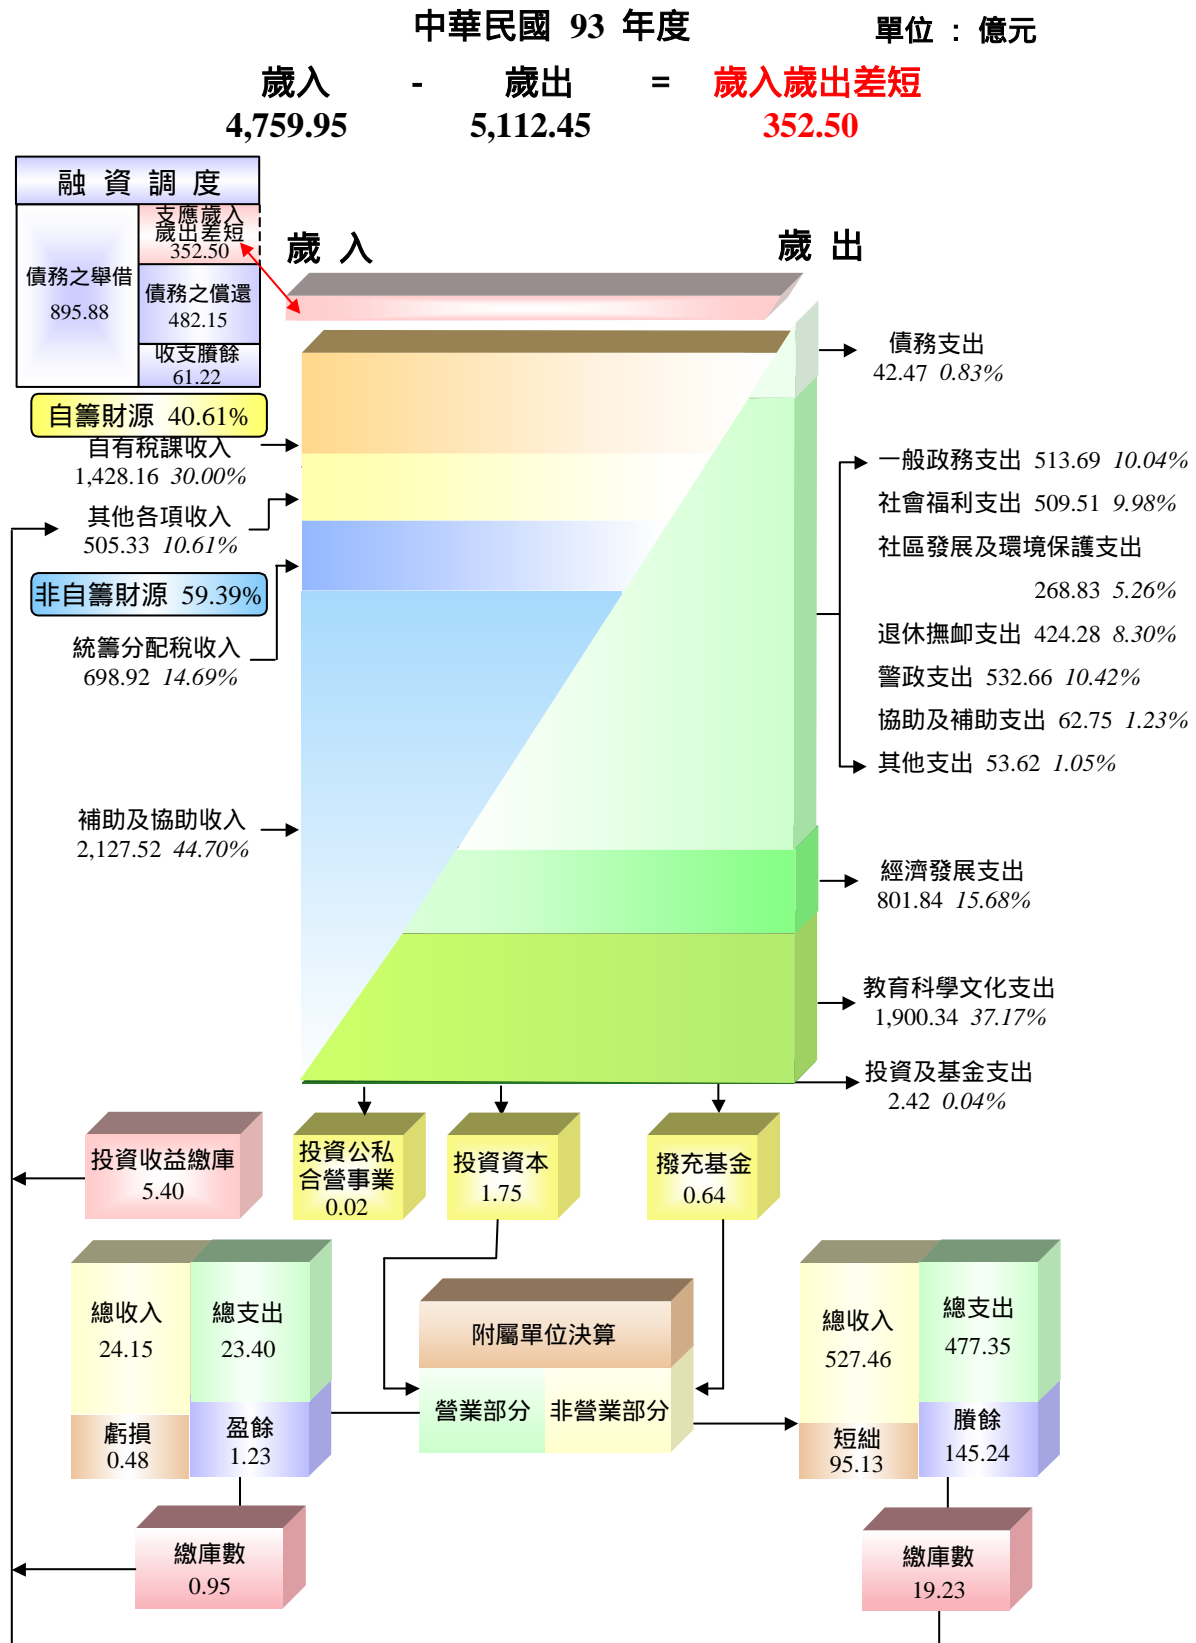 中華民國 93 年度
單位 : 億元
歲入 - 歲出 = 歲入歲出差短
4,759.95 5,112.45 352.50
融 資 調 度
債務之舉借
895.88
支應歲入
歲出差短
352.50
債務之償還
482.15
收支賸餘
61.22
歲 入
歲 出
自籌財源 40.61%
自有稅課收入
1,428.16 30.00%
其他各項收入
505.33 10.61%
非自籌財源 59.39%
統籌分配稅收入
698.92 14.69%
補助及協助收入
2,127.52 44.70%
債務支出
42.47 0.83%
一般政務支出 513.69 10.04%
社會福利支出 509.51 9.98%
社區發展及環境保護支出
268.83 5.26%
退休撫卹支出 424.28 8.30%
警政支出 532.66 10.42%
協助及補助支出 62.75 1.23%
其他支出 53.62 1.05%
經濟發展支出
801.84 15.68%
教育科學文化支出
1,900.34 37.17%
投資及基金支出
2.42 0.04%
投資收益繳庫
5.40
投資公私
合營事業
0.02
投資資本
1.75
撥充基金
0.64
總收入
24.15
總支出
23.40
虧損
0.48
盈餘
1.23
附屬單位決算
營業部分
非營業部分
總收入
527.46
總支出
477.35
短絀
95.13
賸餘
145.24
繳庫數
0.95
繳庫數
19.23